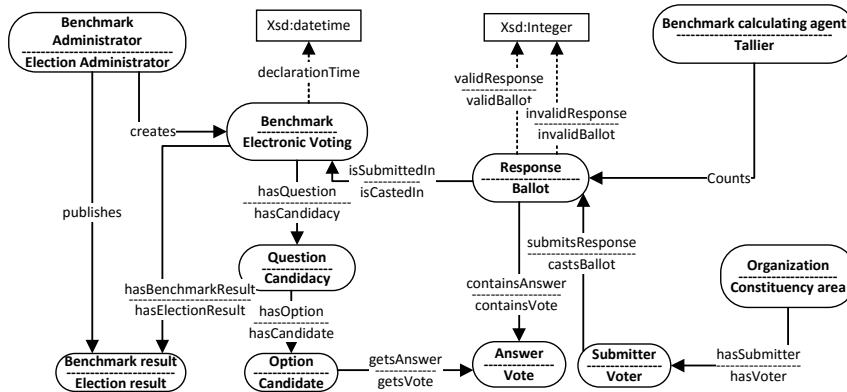 Benchmark
Administrator
Election Administrator
Xsd:datetime
Xsd:Integer
Benchmark calculating agent
Tallier
declarationTime
validResponse
validBallot
invalidResponse
invalidBallot
creates
Benchmark
Electronic Voting
isSubmittedIn
isCastedIn
Response
Ballot
Counts
hasQuestion
hasCandidacy
publishes
submitsResponse
castsBallot
Question
Candidacy
Organization
Constituency area
hasBenchmarkResult
hasElectionResult
containsAnswer
containsVote
hasOption
hasCandidate
Benchmark result
Election result
Option
Candidate
getsAnswer
getsVote
Answer
Vote
Submitter
Voter
hasSubmitter
hasVoter